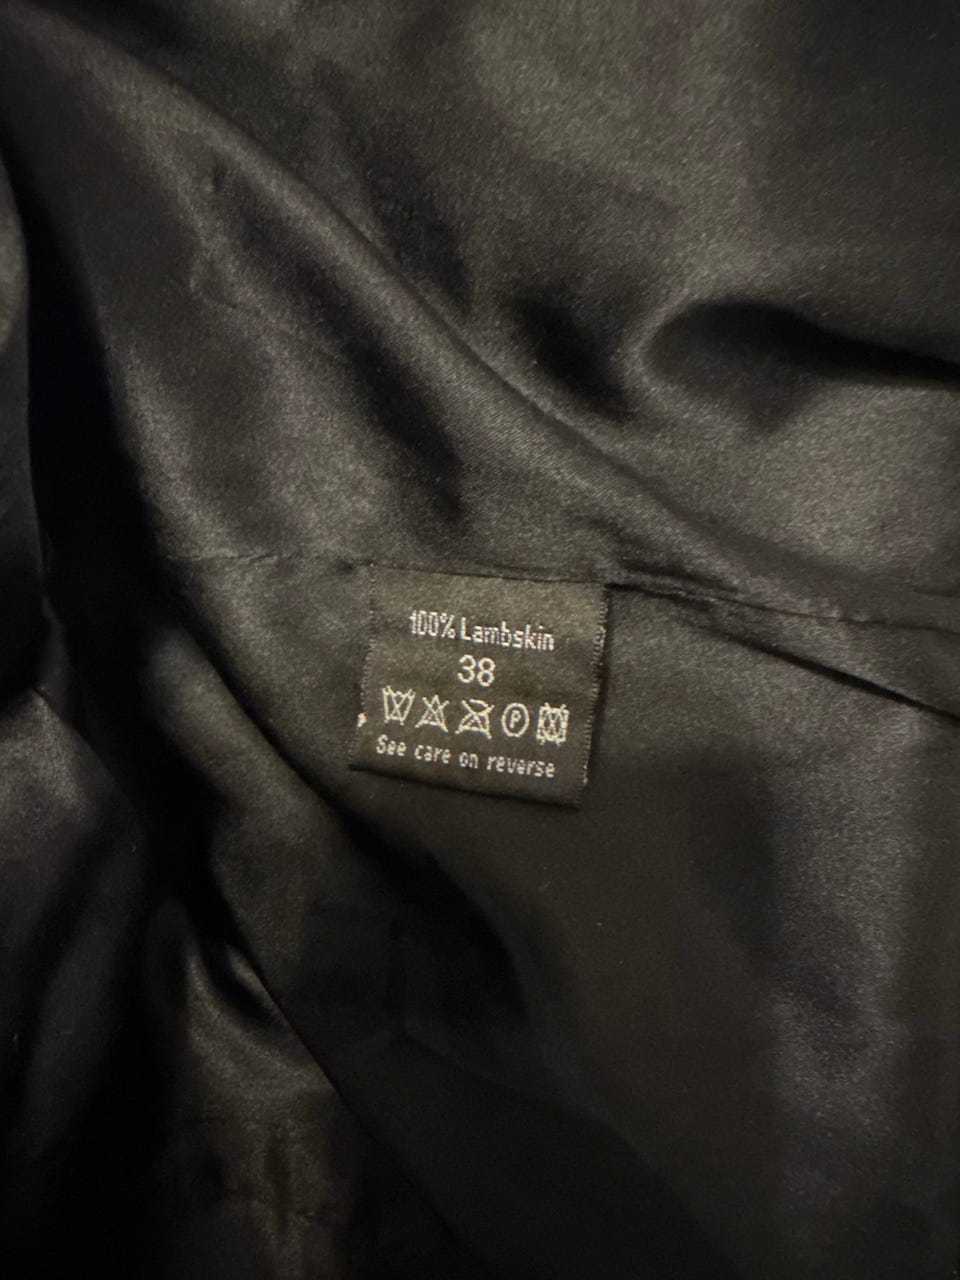 100% Lambskin
38
P
See care on reverse